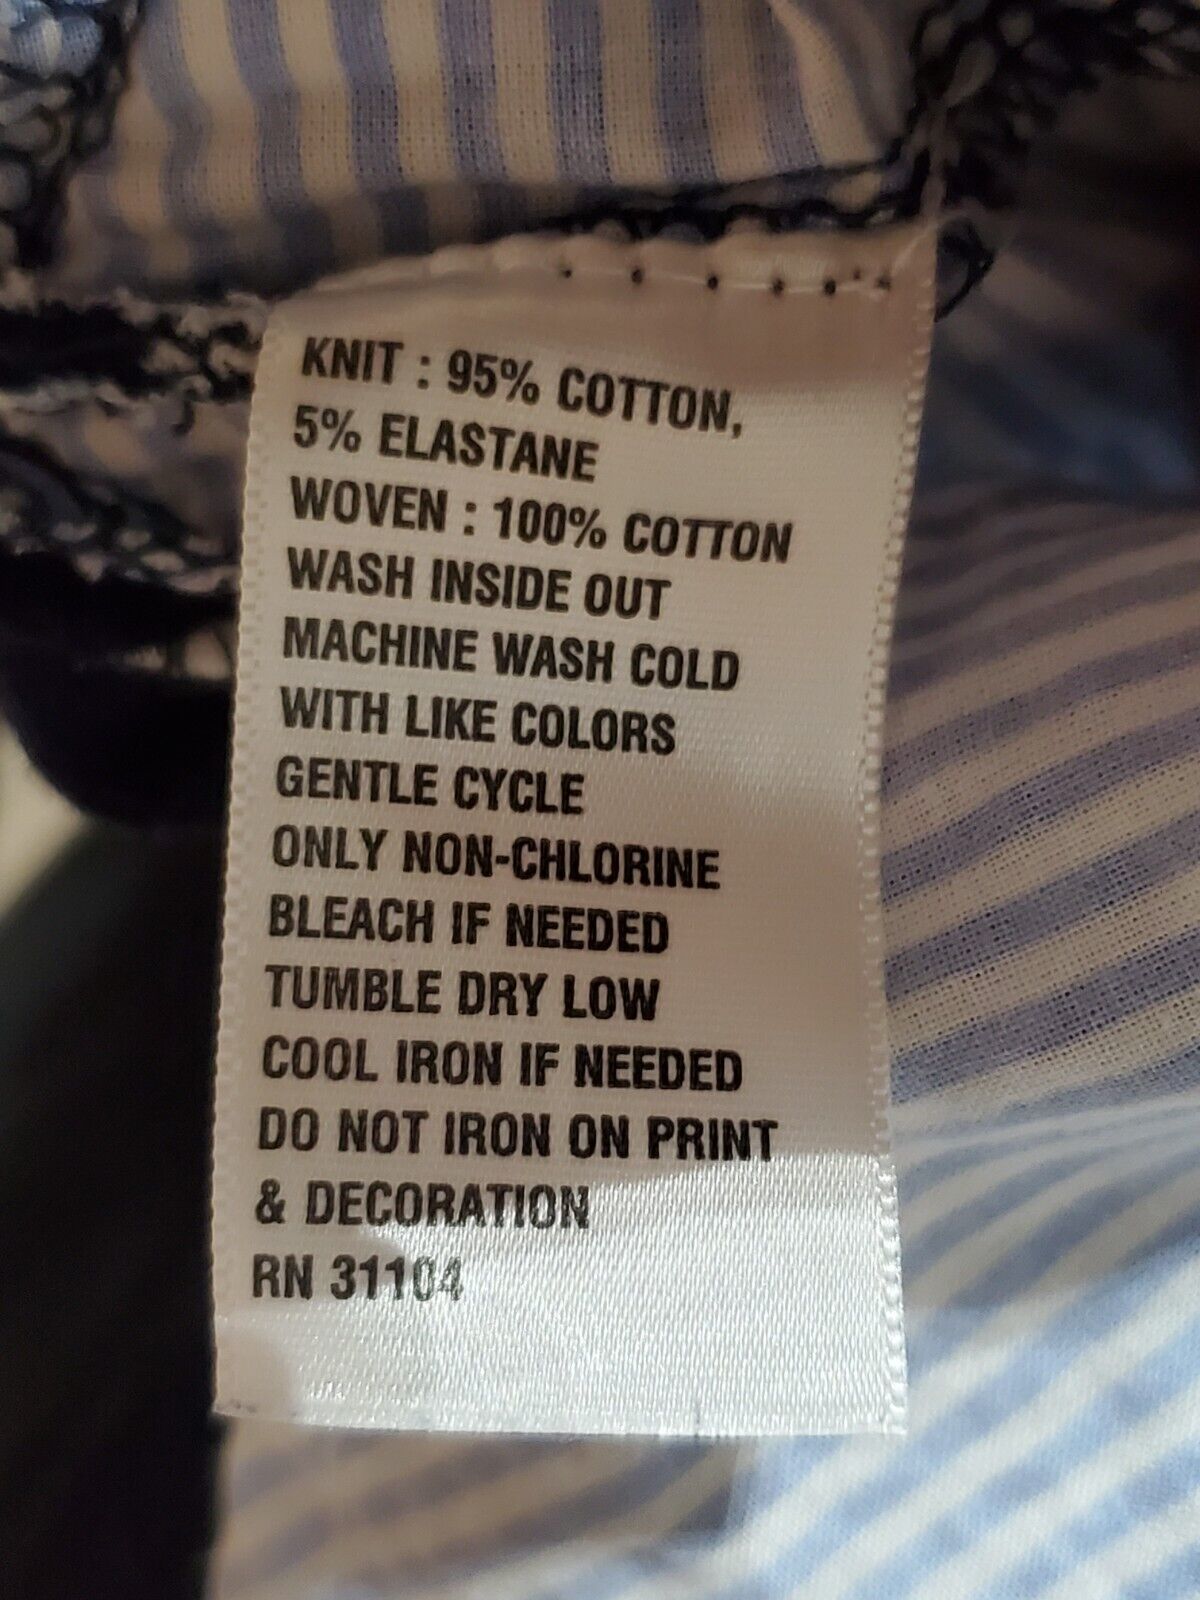 KNIT : 95% COTTON,
5% ELASTANE
WOVEN : 100% COTTON
WASH INSIDE OUT
MACHINE WASH COLD
WITH LIKE COLORS
GENTLE CYCLE
ONLY NON-CHLORINE
BLEACH IF NEEDED
TUMBLE DRY LOW
COOL IRON IF NEEDED
DO NOT IRON ON PRINT
& DECORATION
RN 31104